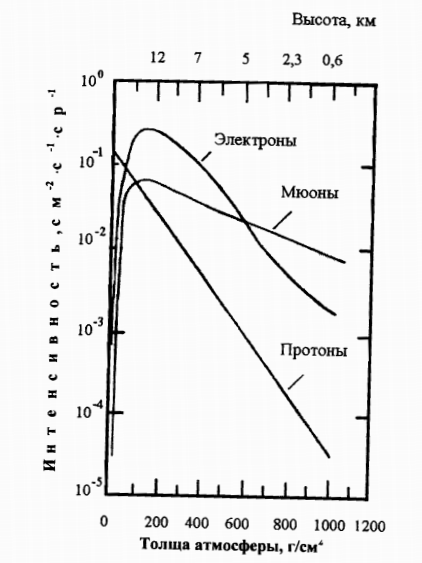 Высота, км
12 7 5 2,3 0,6
10⁰
10⁻¹
10⁻²
10⁻³
10⁻⁴
10⁻⁵
Интенсивность, см⁻²·с⁻¹·ср⁻¹
Электроны
Мюоны
Протоны
0 200 400 600 800 1000 1200
Толща атмосферы, г/см²